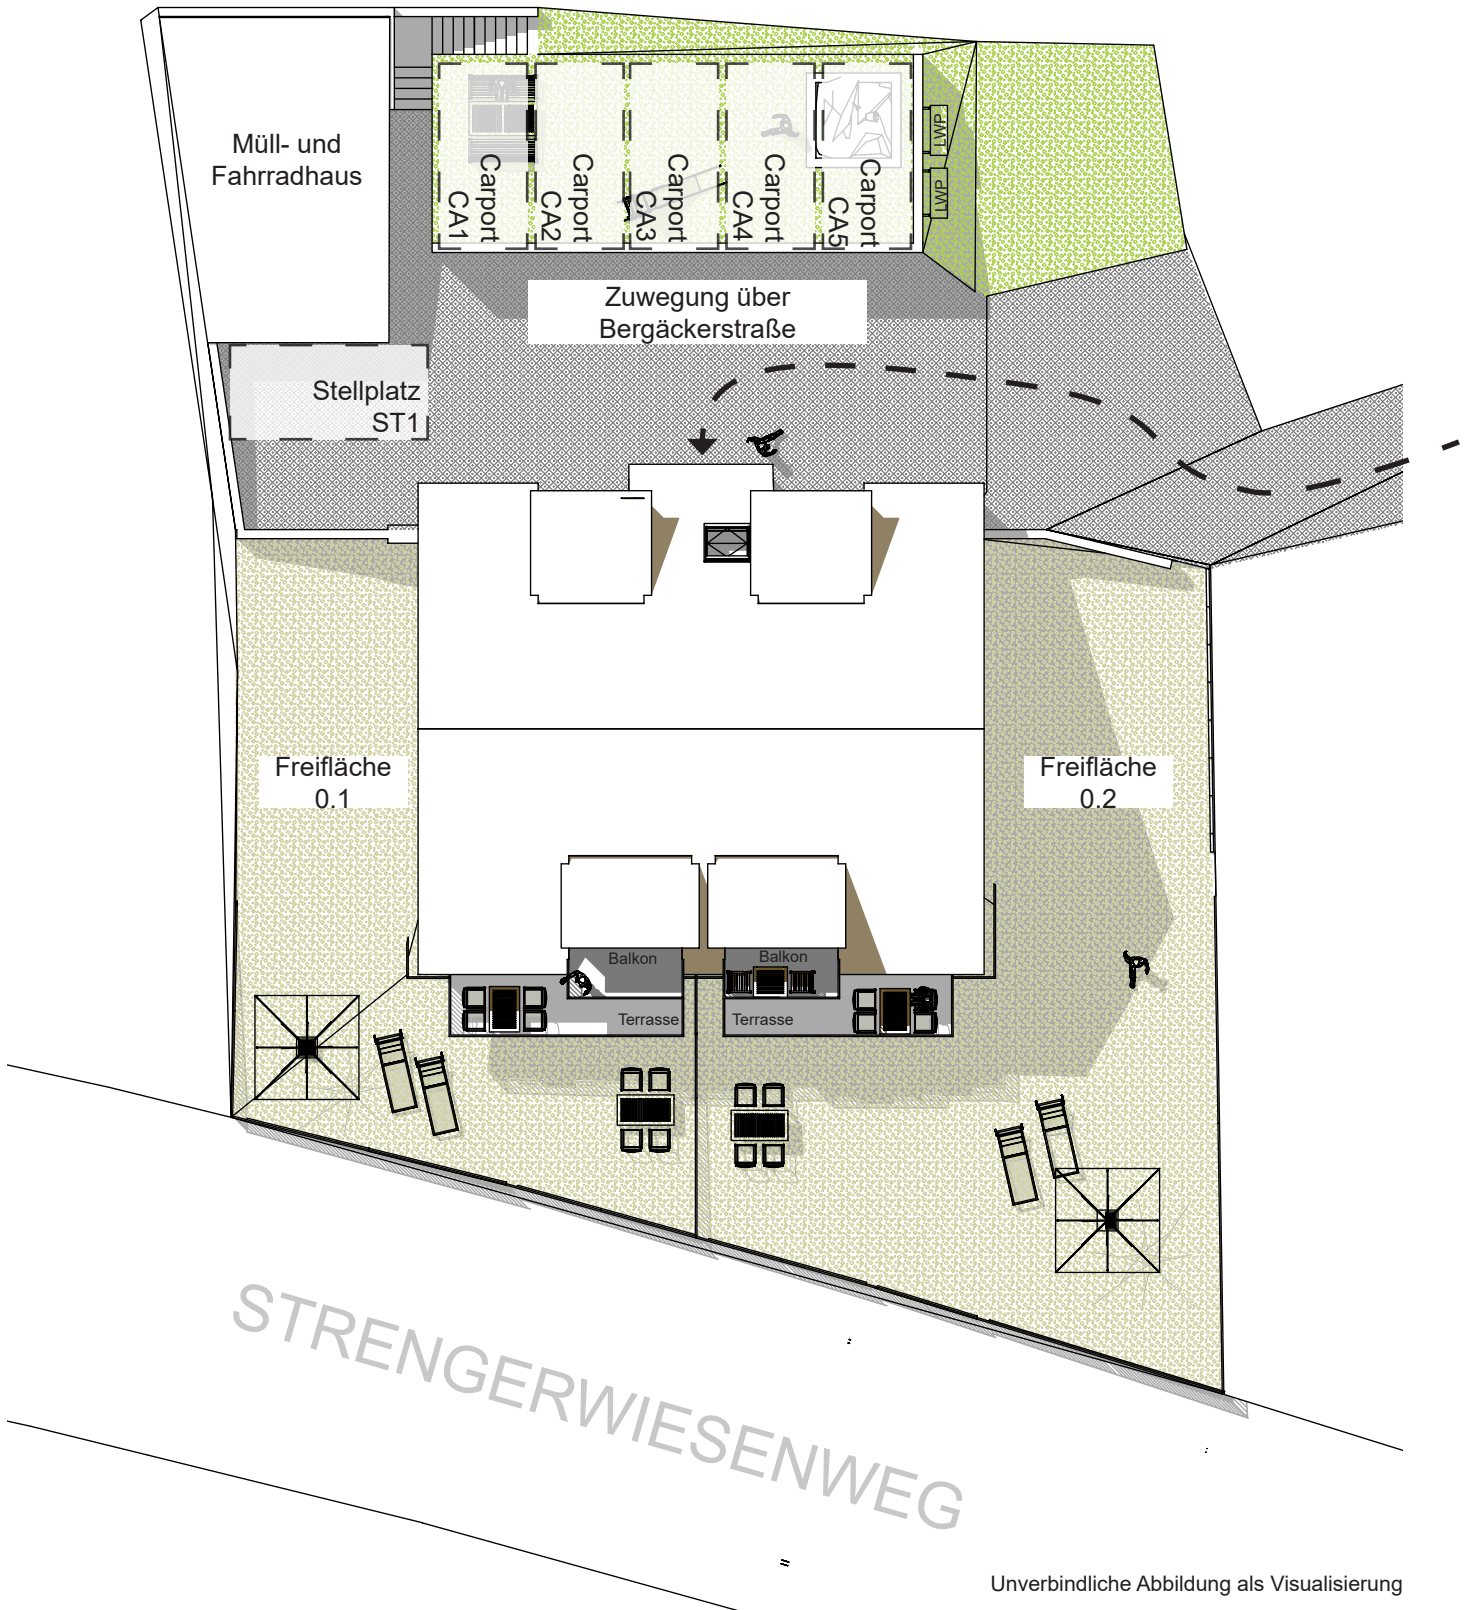 Müll- und
Fahrradhaus
Carport
CA1
Carport
CA2
Carport
CA3
Carport
CA4
Carport
CA5
LWP
LWP
Zuwegung über
Bergäckerstraße
Stellplatz
ST1
Freifläche
0.1
Freifläche
0.2
Balkon
Balkon
Terrasse
Terrasse
STRENGERWIESENWEG
Unverbindliche Abbildung als Visualisierung